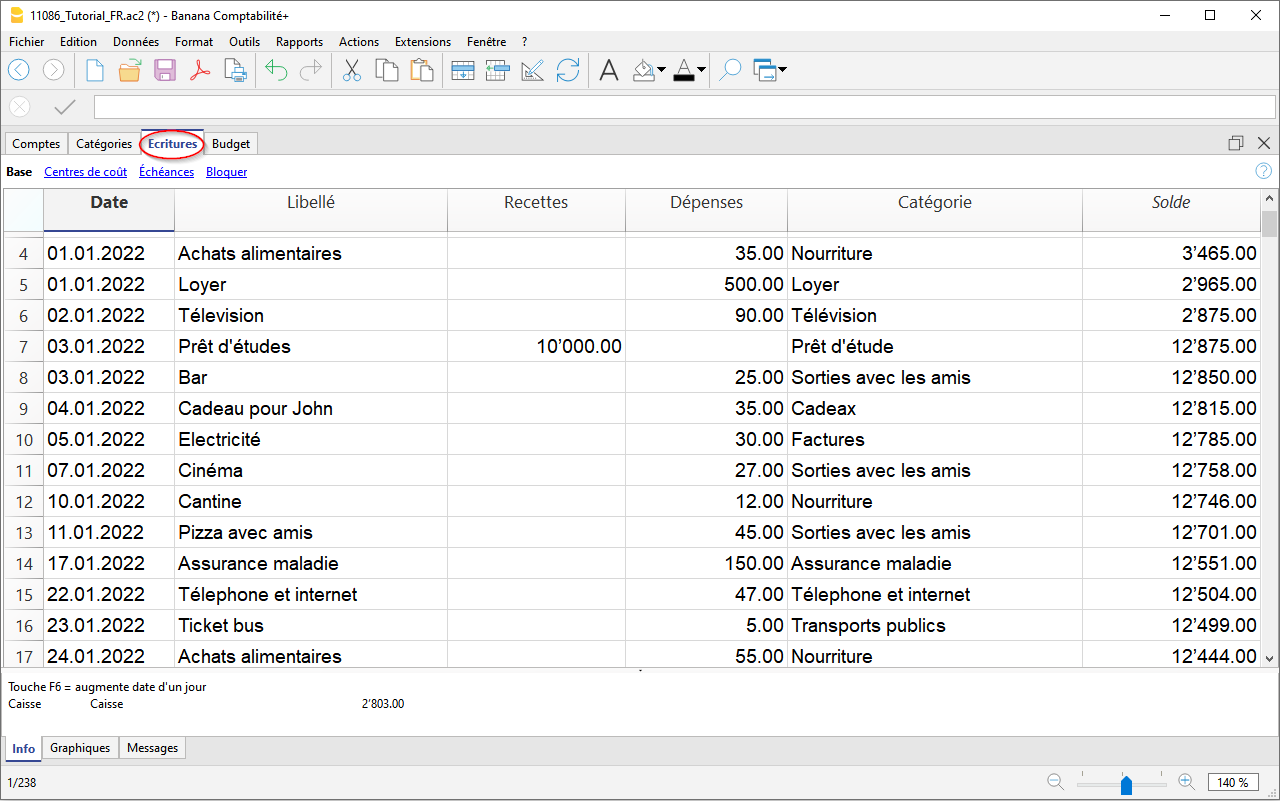 11086_Tutorial_FR.ac2 (*) - Banana Comptabilité+
Fichier Edition Données Format Outils Rapports Actions Extensions Fenêtre ?
Comptes Catégories Ecritures Budget
Base Centres de coût Échéances Bloquer
Date Libellé Recettes Dépenses Catégorie Solde
4 01.01.2022 Achats alimentaires 35.00 Nourriture 3’465.00
5 01.01.2022 Loyer 500.00 Loyer 2’965.00
6 02.01.2022 Télevision 90.00 Télévision 2’875.00
7 03.01.2022 Prêt d'études 10’000.00 Prêt d'étude 12’875.00
8 03.01.2022 Bar 25.00 Sorties avec les amis 12’850.00
9 04.01.2022 Cadeau pour John 35.00 Cadeax 12’815.00
10 05.01.2022 Electricité 30.00 Factures 12’785.00
11 07.01.2022 Cinéma 27.00 Sorties avec les amis 12’758.00
12 10.01.2022 Cantine 12.00 Nourriture 12’746.00
13 11.01.2022 Pizza avec amis 45.00 Sorties avec les amis 12’701.00
14 17.01.2022 Assurance maladie 150.00 Assurance maladie 12’551.00
15 22.01.2022 Télephone et internet 47.00 Télephone et internet 12’504.00
16 23.01.2022 Ticket bus 5.00 Transports publics 12’499.00
17 24.01.2022 Achats alimentaires 55.00 Nourriture 12’444.00
Touche F6 = augmente date d'un jour
Caisse Caisse 2’803.00
Info Graphiques Messages
1/238 140 %